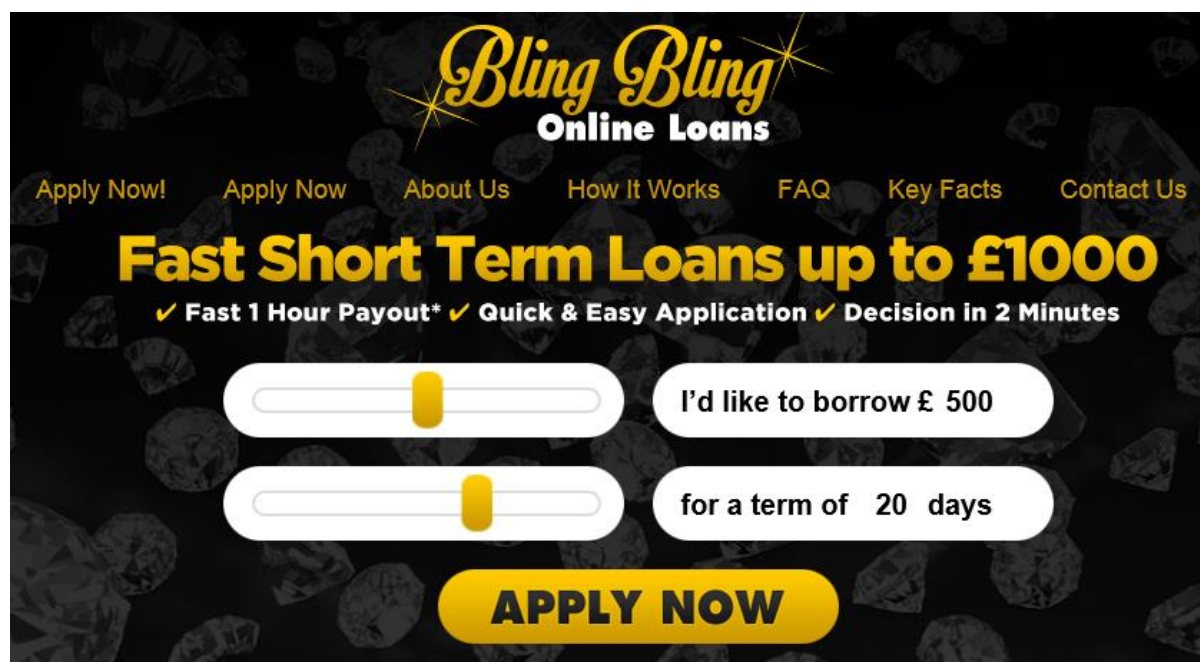 Bling Bling
Online Loans
Apply Now! Apply Now About Us How It Works FAQ Key Facts Contact Us
Fast Short Term Loans up to £1000
✔ Fast 1 Hour Payout* ✔ Quick & Easy Application ✔ Decision in 2 Minutes
I'd like to borrow £ 500
for a term of 20 days
APPLY NOW